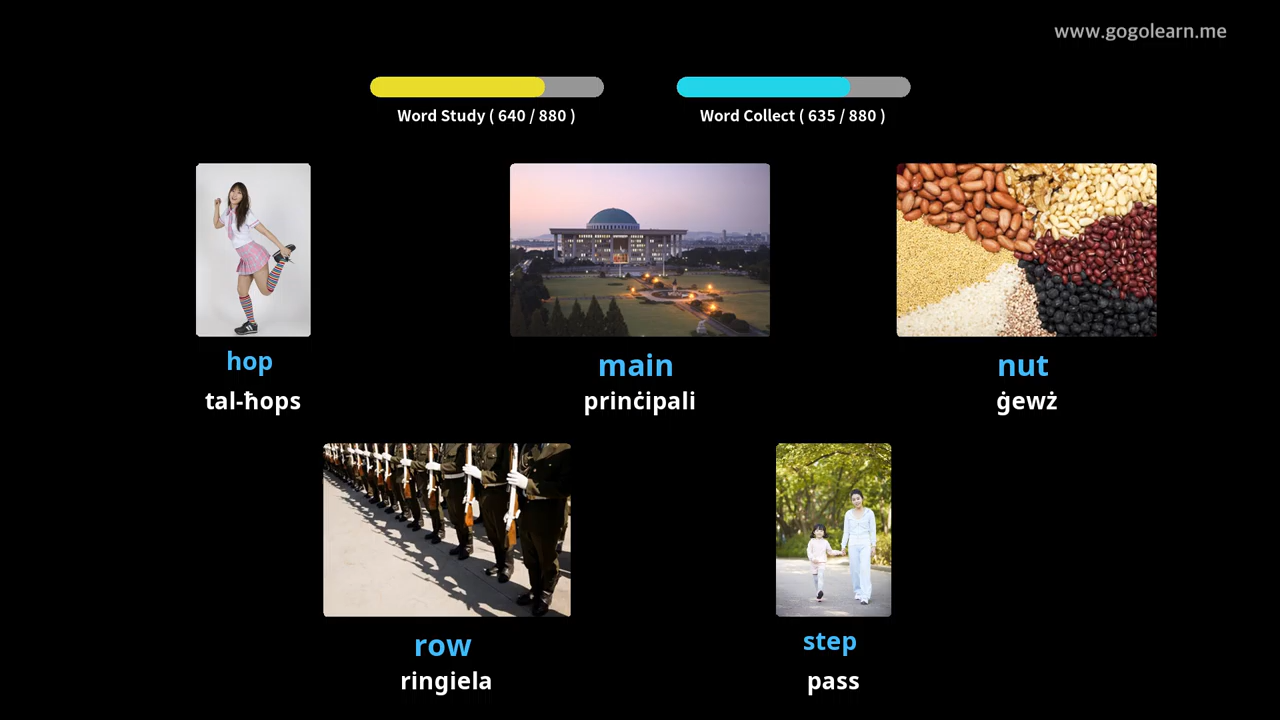 www.gogolearn.me
Word Study ( 640 / 880 )
Word Collect ( 635 / 880 )
hop
tal-ħops
main
prinċipali
nut
ġewż
row
ringiela
step
pass